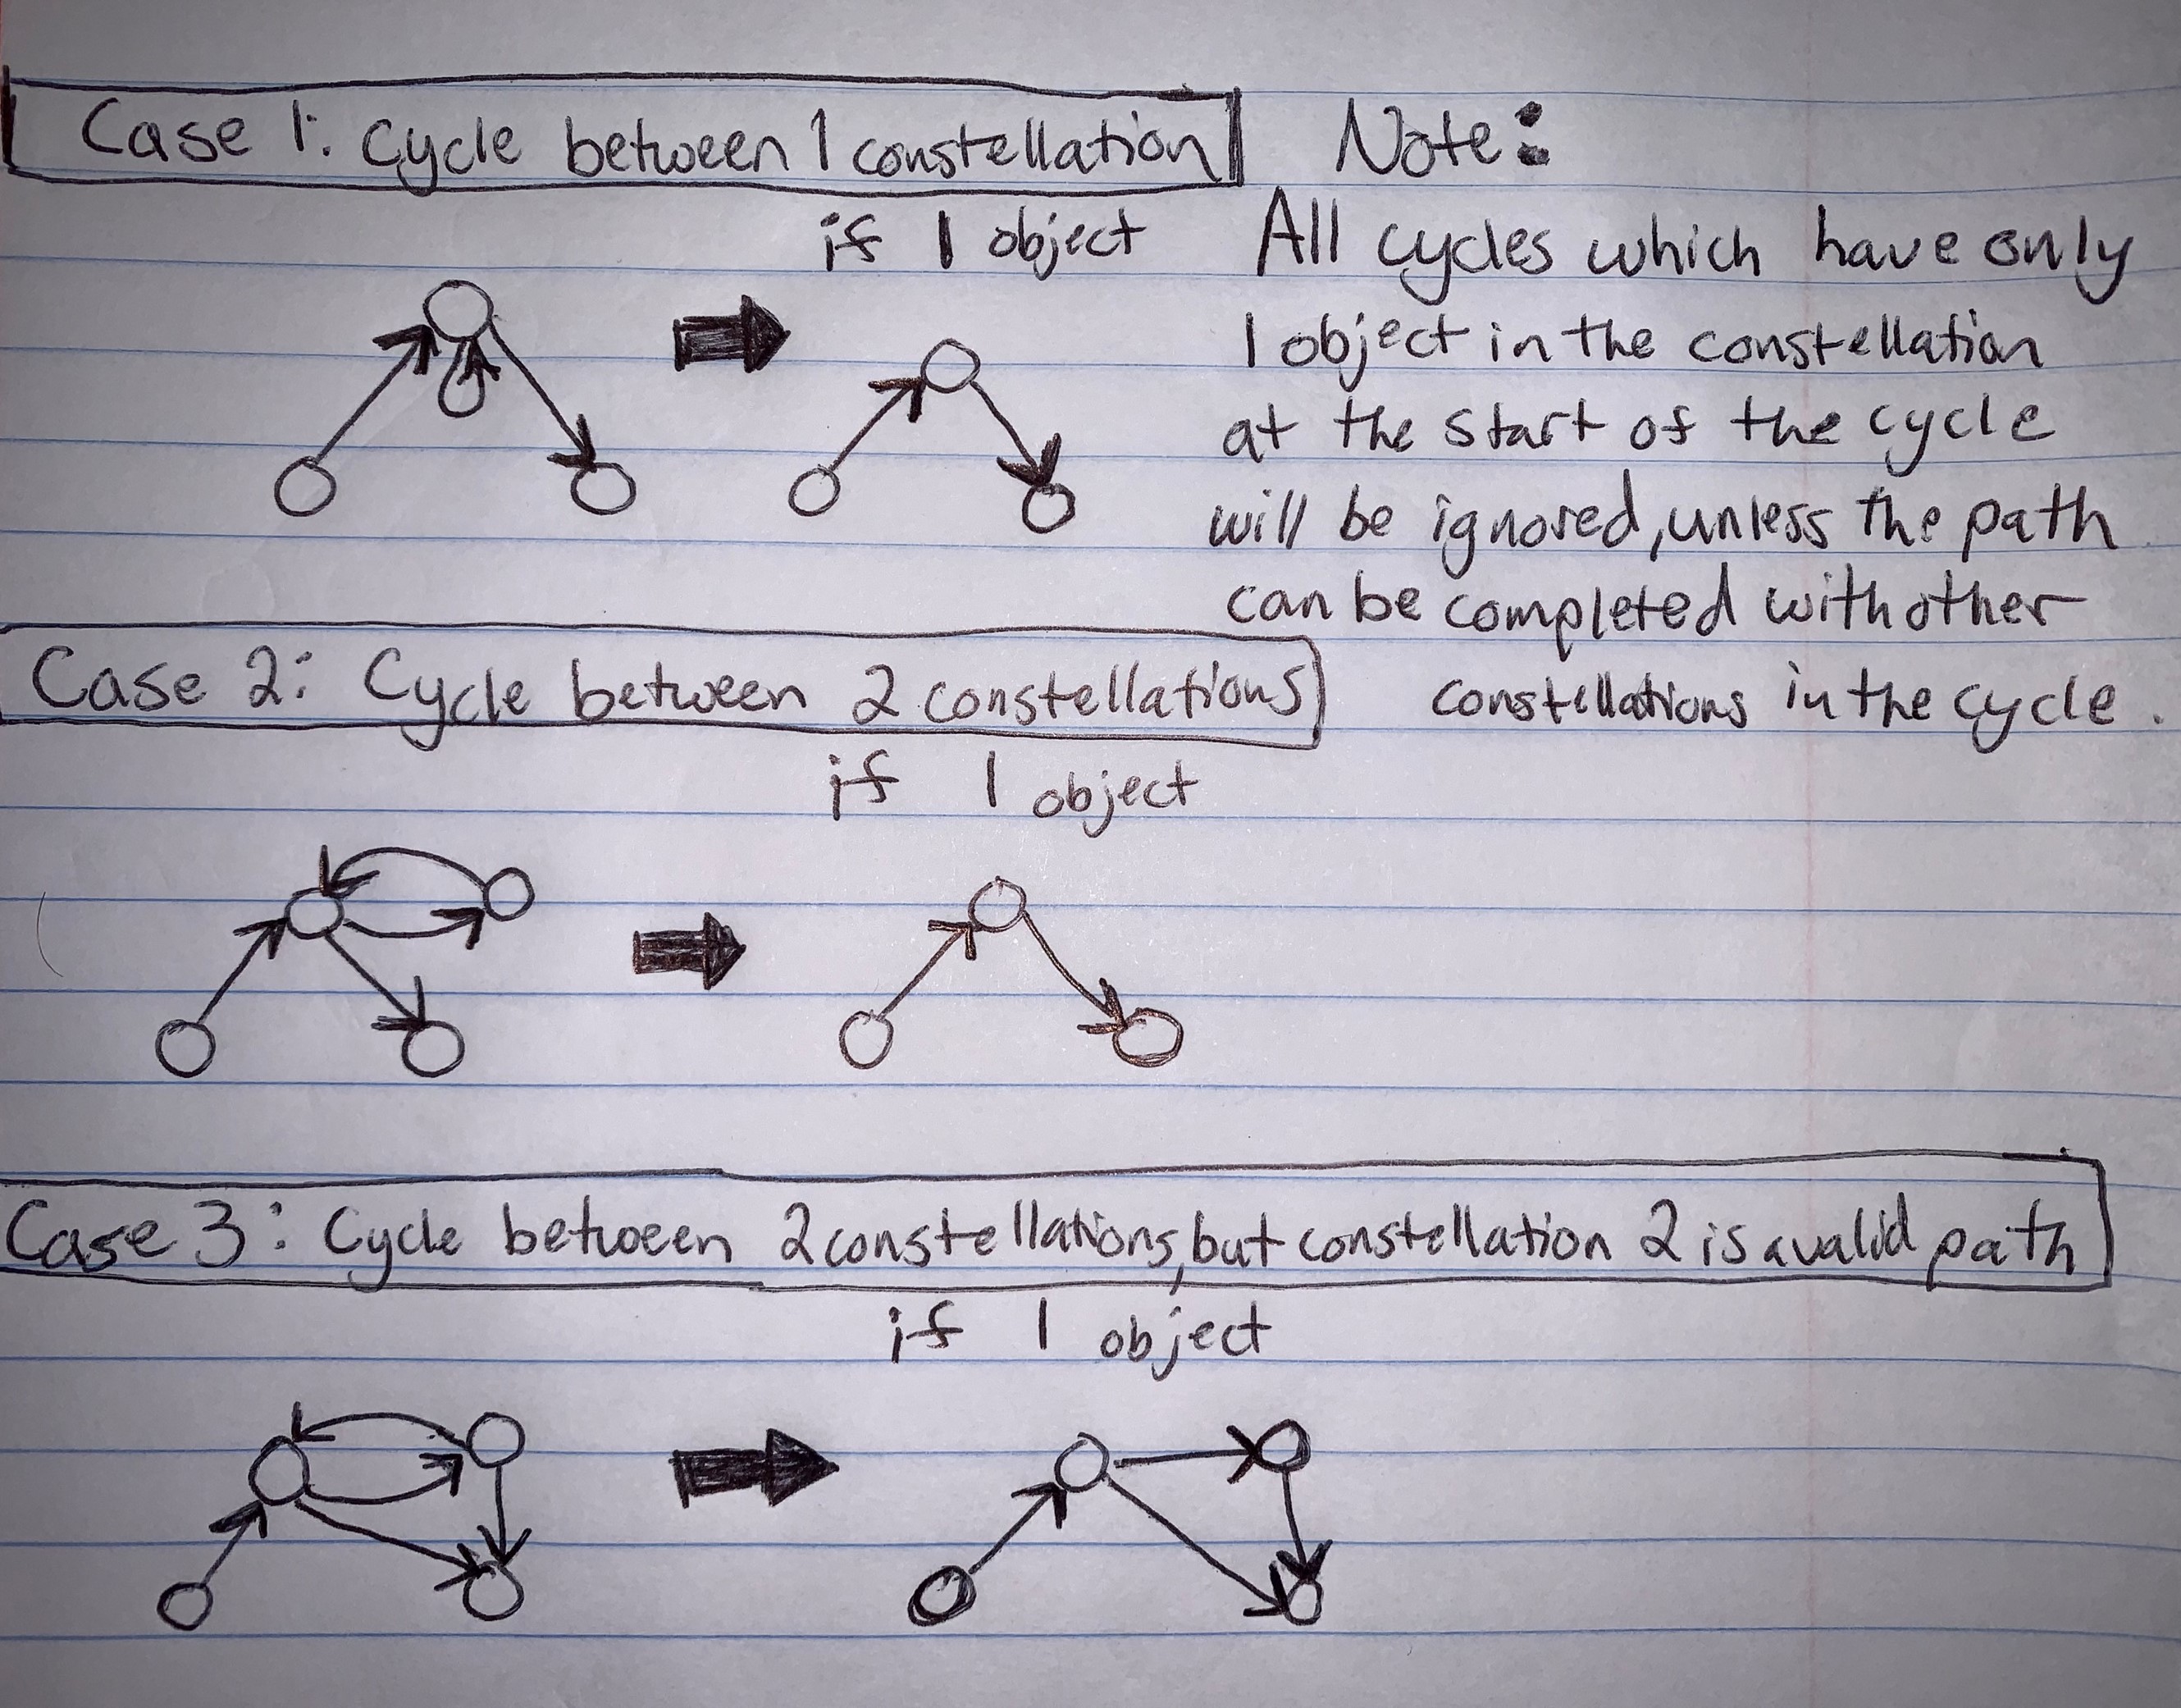 Case 1: Cycle between 1 constellation
if 1 object
Note:
All cycles which have only
1 object in the constellation
at the start of the cycle
will be ignored, unless the path
can be completed with other
constellations in the cycle.
Case 2: Cycle between 2 constellations
if 1 object
Case 3: Cycle between 2 constellations, but constellation 2 is a valid path
if 1 object